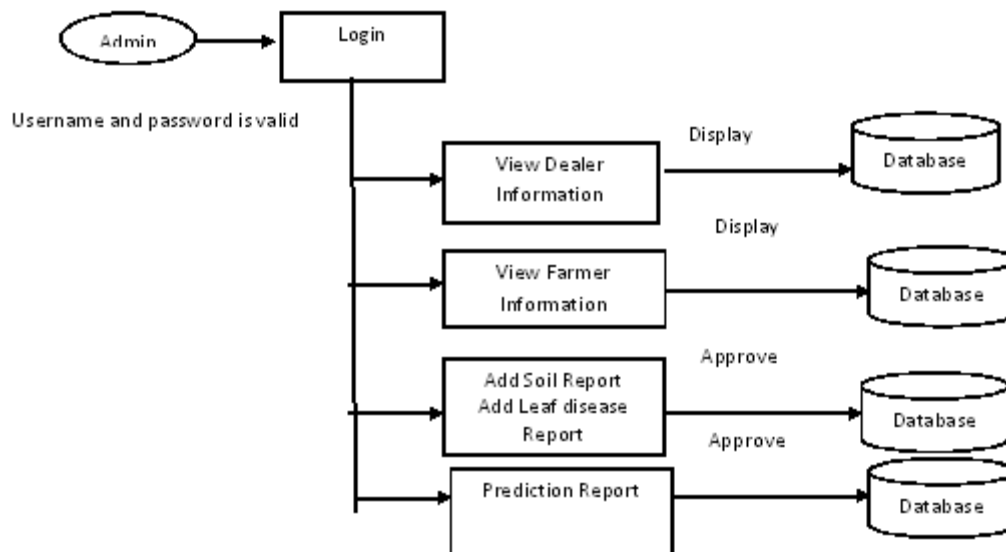 Admin
Login
Username and password is valid
View Dealer
Information
Display
Database
View Farmer
Information
Display
Database
Add Soil Report
Add Leaf disease
Report
Approve
Database
Prediction Report
Approve
Database